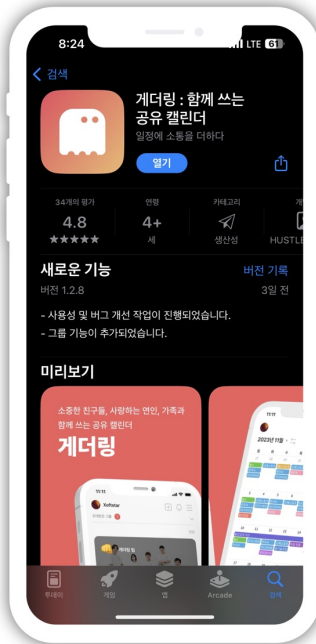 8:24
LTE 61
검색
게더링 : 함께 쓰는
공유 캘린더
일정에 소통을 더하다
열기
34개의 평가
4.8
★★★★★
연령
4+
세
카테고리
생산성
HUSTLE
새로운 기능
버전 기록
버전 1.2.8
3일 전
- 사용성 및 버그 개선 작업이 진행되었습니다.
- 그룹 기능이 추가되었습니다.
미리보기
소중한 친구들, 사랑하는 연인, 가족과
함께 쓰는 공유 캘린더
게더링
11:11
Xefistar
11:11
2023년 11월
투데이
게임
앱
Arcade
검색